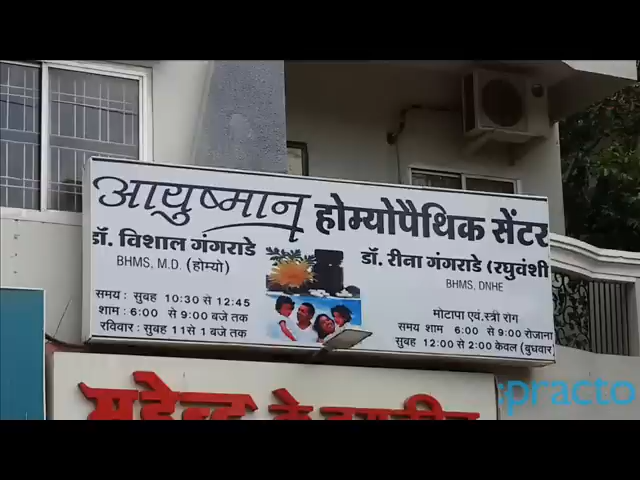 आयुष्मान होम्योपैथिक सेंटर
डॉ. विशाल गंगराडे
BHMS, M.D. (होम्यो)
समय : सुबह 10:30 से 12:45
शाम : 6:00 से 9:00 बजे तक
रविवार : सुबह 11 से 1 बजे तक
डॉ. रीना गंगराडे (रघुवंशी
BHMS, DNHE
मोटापा एवं स्त्री रोग
समय शाम 6:00 से 9:00 रोजाना
सुबह 12:00 से 2:00 केवल (बुधवार)
:practo